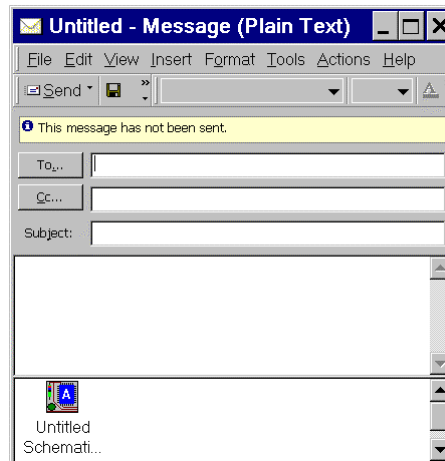 Untitled - Message (Plain Text)
File Edit View Insert Format Tools Actions Help
Send
This message has not been sent.
To...
Cc...
Subject:
A
Untitled
Schemati...